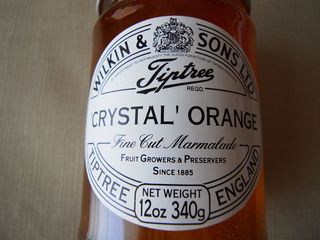 WILKIN & SONS LTD
Tiptree
REGD.
'CRYSTAL' ORANGE
Fine Cut Marmalade
FRUIT GROWERS & PRESERVERS
SINCE 1885
TIPTREE ENGLAND
NET WEIGHT
12oz 340g